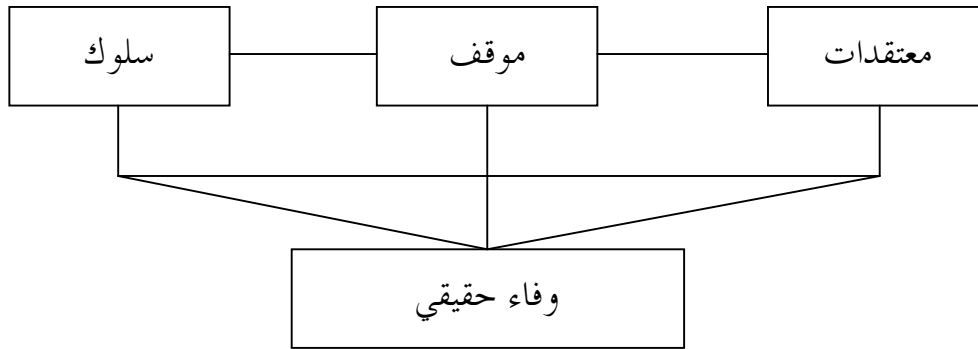 معتقدات
موقف
سلوك
وفاء حقيقي